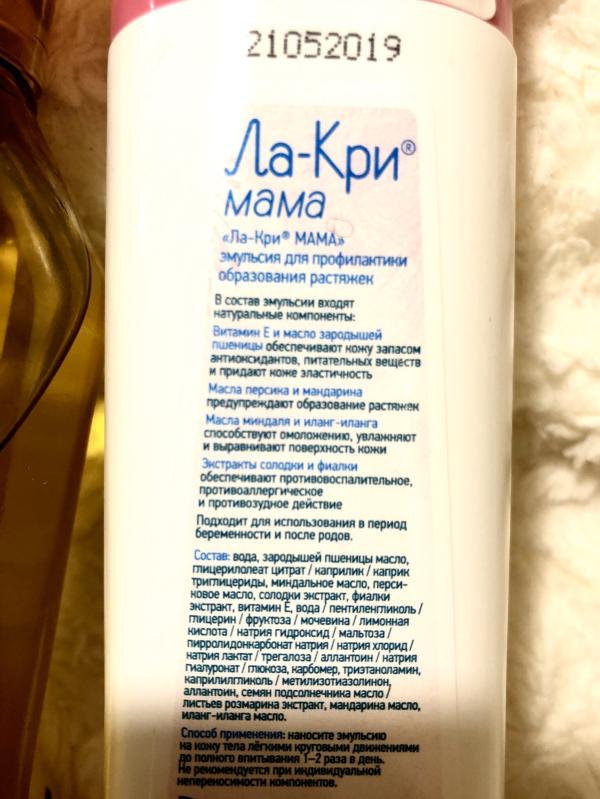 21052019
Ла-Кри®
мама
«Ла-Кри® МАМА»
эмульсия для профилактики
образования растяжек
В состав эмульсии входят
натуральные компоненты:
Витамин Е и масло зародышей
пшеницы обеспечивают кожу запасом
антиоксидантов, питательных веществ
и придают коже эластичность
Масла персика и мандарина
предупреждают образование растяжек
Масла миндаля и иланг-иланга
способствуют омоложению, увлажняют
и выравнивают поверхность кожи
Экстракты солодки и фиалки
обеспечивают противовоспалительное,
противоаллергическое
и противозудное действие
Подходит для использования в период
беременности и после родов.
Состав: вода, зародышей пшеницы масло,
глицерилолеат цитрат / каприлик / каприк
триглицериды, миндальное масло, перси-
ковое масло, солодки экстракт, фиалки
экстракт, витамин Е, вода / пентиленгликоль /
глицерин / фруктоза / мочевина / лимонная
кислота / натрия гидроксид / мальтоза /
пирролидонкарбонат натрия / натрия хлорид /
натрия лактат / трегалоза / аллантоин / натрия
гиалуронат / глюкоза, карбомер, триэтаноламин,
каприлилгликоль / метилизотиазолинон,
аллантоин, семян подсолнечника масло /
листьев розмарина экстракт, мандарина масло,
иланг-иланга масло.
Способ применения: наносите эмульсию
на кожу тела лёгкими круговыми движениями
до полного впитывания 1–2 раза в день.
Не рекомендуется при индивидуальной
непереносимости компонентов.